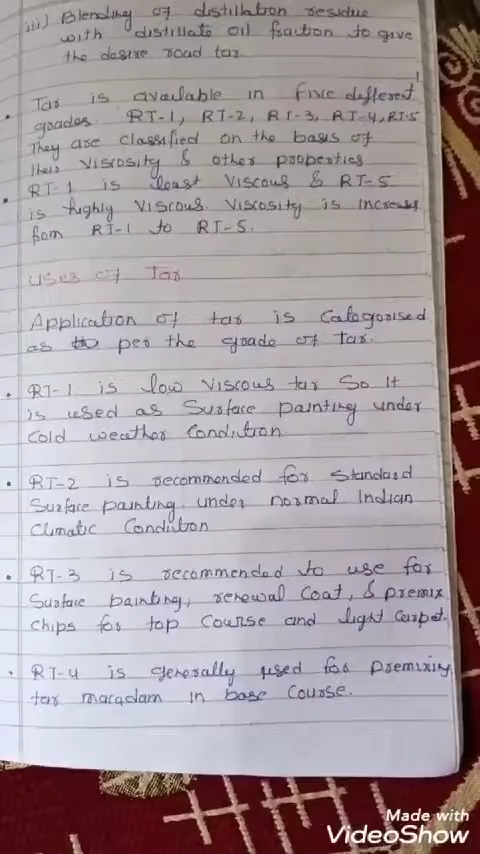 iii) Blending of distillation residue
with distillate oil fraction to give
the desire road tar
• Tar is available in five different
grades. RT-1, RT-2, RT-3, RT-4, RT-5
They are classified on the basis of
their viscosity & other properties
• RT-1 is least viscous & RT-5
is highly viscous. Viscosity is increases
from RT-1 to RT-5.
Uses of Tar
Application of tar is Categorised
as per the grade of tar.
• RT-1 is low viscous tar So it
is used as Surface painting under
Cold weather Condition.
• RT-2 is recommended for Standard
Surface painting under normal Indian
Climatic Condition
• RT-3 is recommended to use for
Surface painting, renewal Coat, & premix
Chips for top Course and light Carpet.
• RT-4 is generally used for premixing
tar macadam in base Course.
Made with
VideoShow